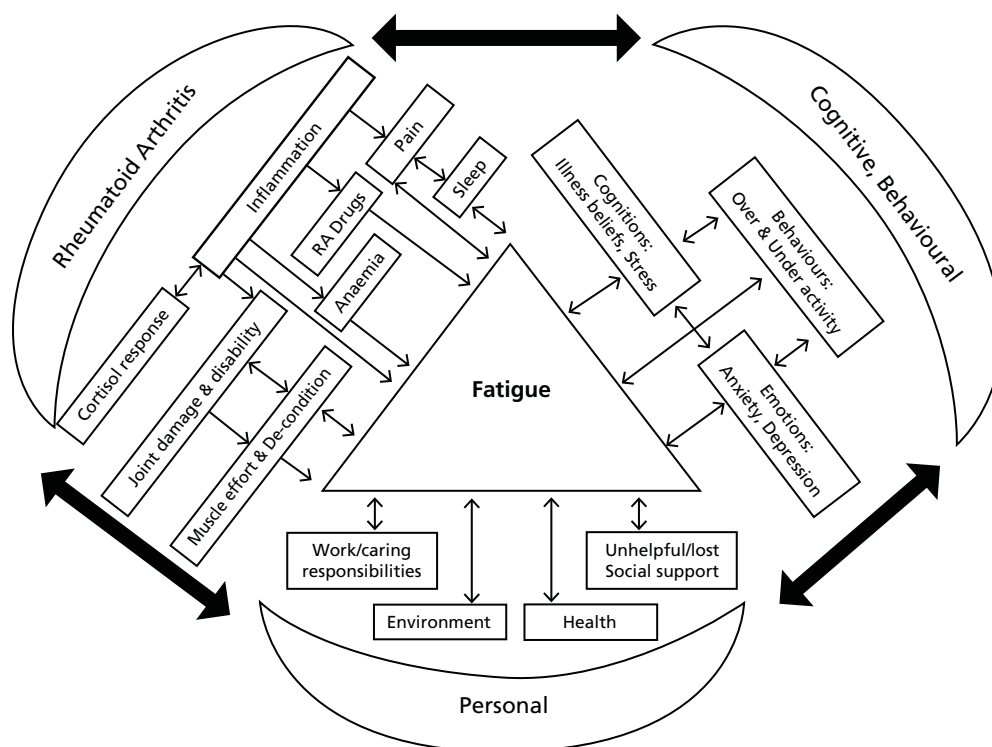 Rheumatoid Arthritis
Inflammation
Pain
Sleep
RA Drugs
Anaemia
Cortisol response
Joint damage & disability
Muscle effort & De-condition
Fatigue
Cognitive, Behavioural
Cognitions:
Illness beliefs, Stress
Behaviours:
Over & Under activity
Emotions:
Anxiety, Depression
Work/caring
responsibilities
Environment
Health
Unhelpful/lost
Social support
Personal